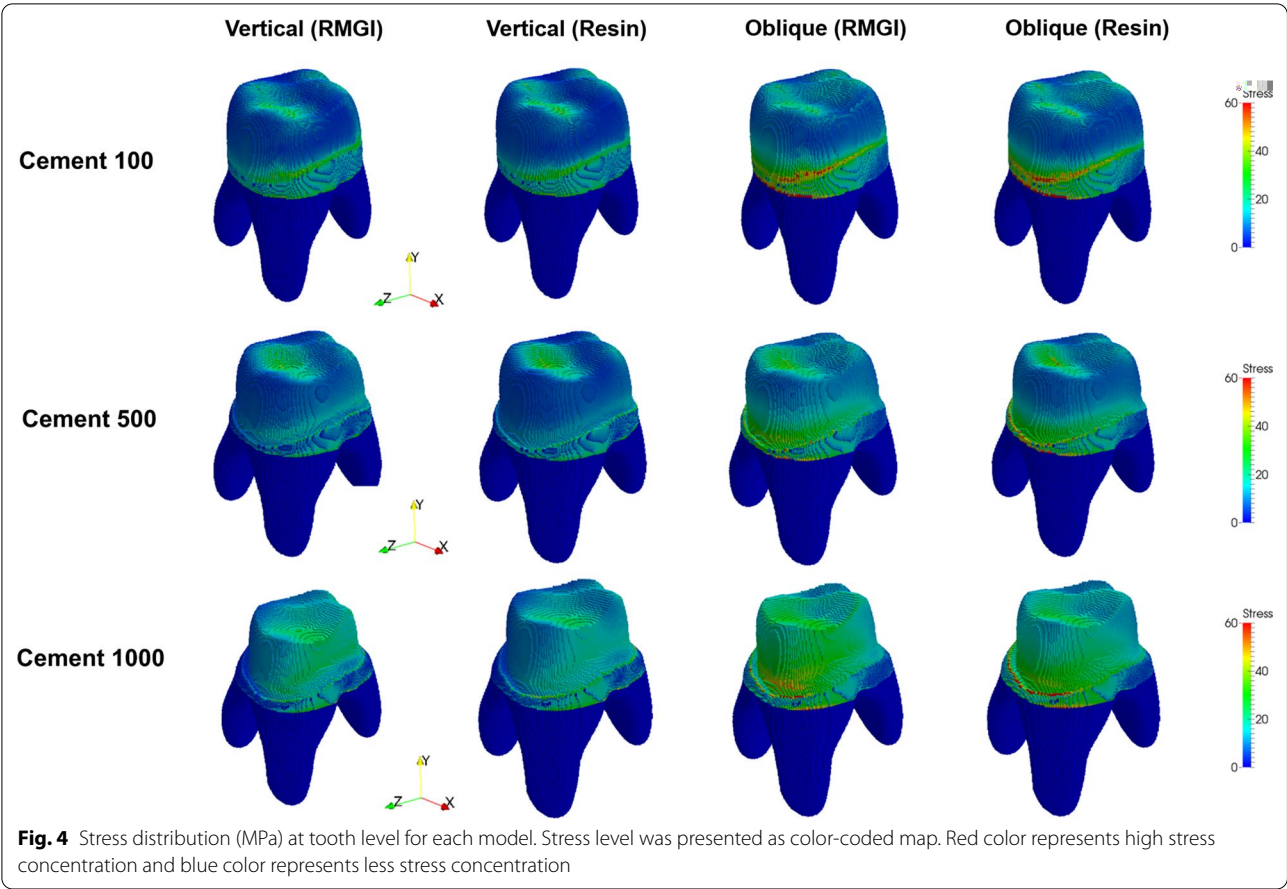 Vertical (RMGI) Vertical (Resin) Oblique (RMGI) Oblique (Resin)
Cement 100
Stress
60
40
20
0
Y
Z
X
Cement 500
Stress
60
40
20
0
Y
Z
X
Cement 1000
Stress
60
40
20
0
Y
Z
X
Fig. 4 Stress distribution (MPa) at tooth level for each model. Stress level was presented as color-coded map. Red color represents high stress
concentration and blue color represents less stress concentration